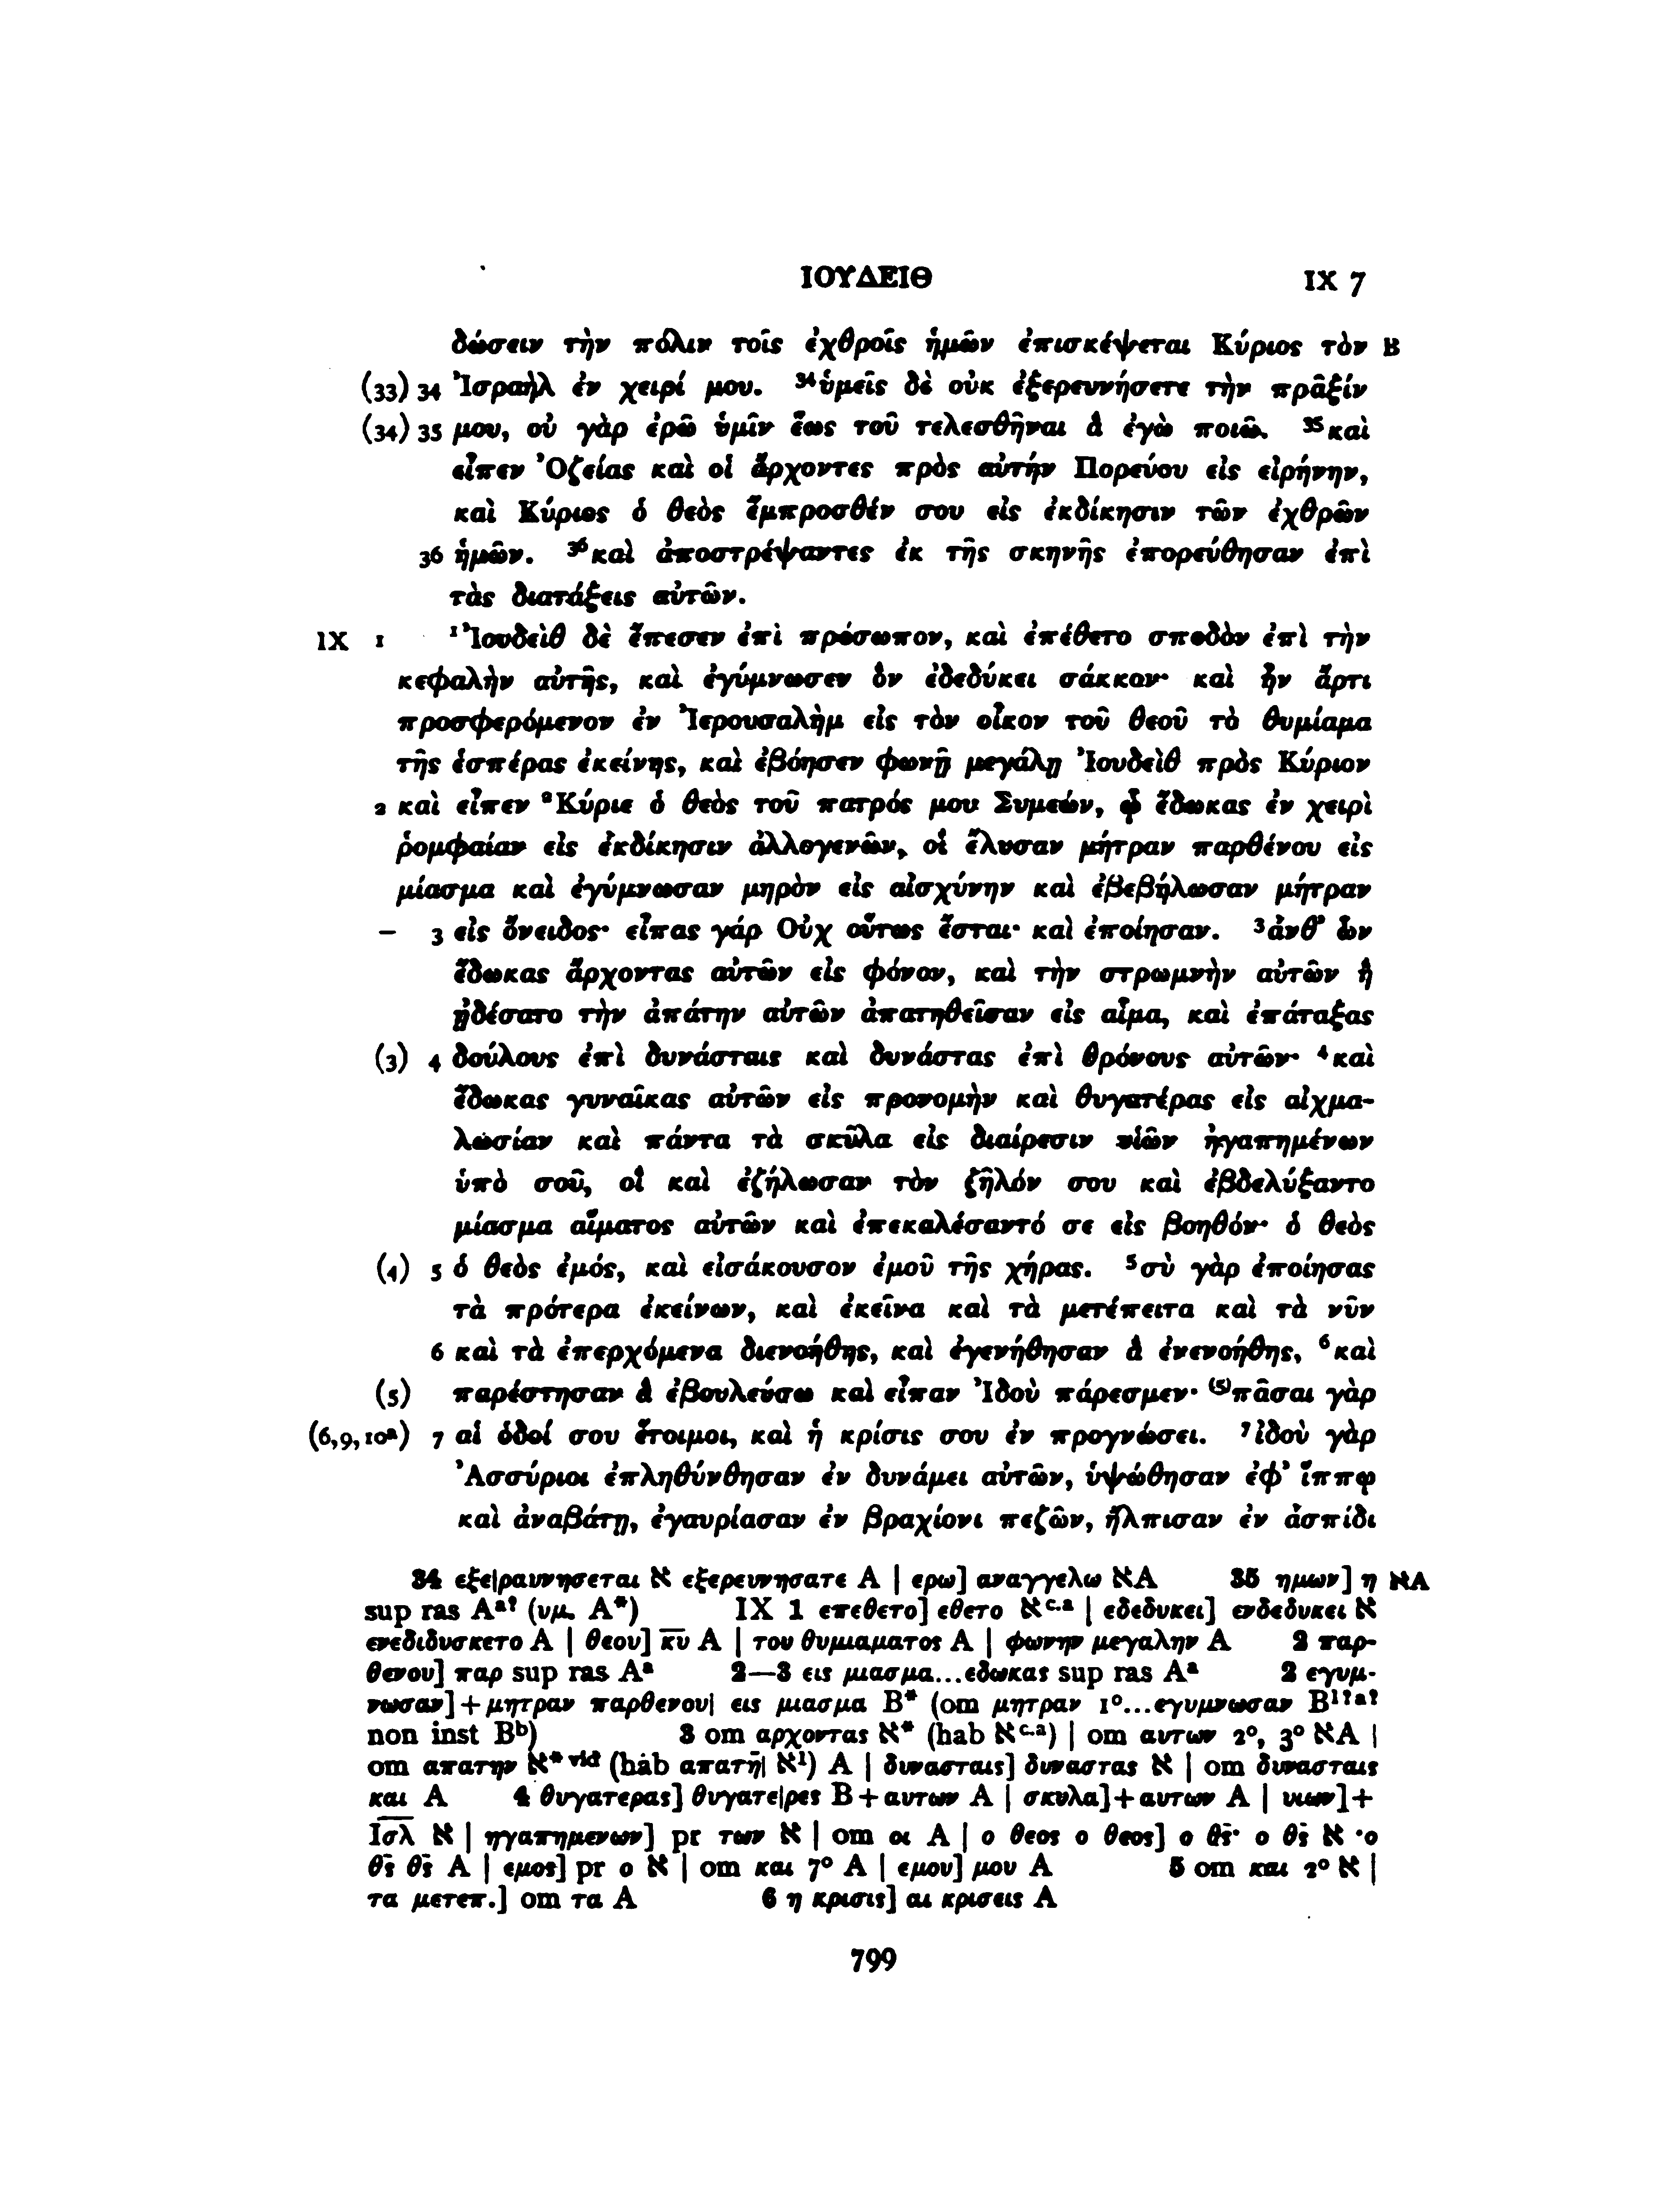 ΙΟΥΔΕΙΘ IX 7
δώσειν τὴν πόλιν τοῖς ἐχθροῖς ἡμῶν ἐπισκέψεται Κύριος τὸν B
(33) 34 Ἰσραὴλ ἐν χειρί μου. ³⁴ὑμεῖς δὲ οὐκ ἐξερευνήσετε τὴν πρᾶξίν
(34) 35 μου, οὐ γὰρ ἐρῶ ὑμῖν ἕως τοῦ τελεσθῆναι ἃ ἐγὼ ποιῶ. ³⁵καὶ
εἶπεν Ὀζείας καὶ οἱ ἄρχοντες πρὸς αὐτήν Πορεύου εἰς εἰρήνην,
καὶ Κύριος ὁ θεὸς ἔμπροσθέν σου εἰς ἐκδίκησιν τῶν ἐχθρῶν
36 ἡμῶν. ³⁶καὶ ἀποστρέψαντες ἐκ τῆς σκηνῆς ἐπορεύθησαν ἐπὶ
τὰς διατάξεις αὐτῶν.
IX 1 ¹Ἰουδεὶθ δὲ ἔπεσεν ἐπὶ πρόσωπον, καὶ ἐπέθετο σποδὸν ἐπὶ τὴν
κεφαλὴν αὐτῆς, καὶ ἐγύμνωσεν ὃν ἐδεδύκει σάκκον· καὶ ἦν ἄρτι
προσφερόμενον ἐν Ἰερουσαλὴμ εἰς τὸν οἶκον τοῦ θεοῦ τὸ θυμίαμα
τῆς ἑσπέρας ἐκείνης, καὶ ἐβόησεν φωνῇ μεγάλῃ Ἰουδεὶθ πρὸς Κύριον
2 καὶ εἶπεν ²Κύριε ὁ θεὸς τοῦ πατρός μου Συμεών, ᾧ ἔδωκας ἐν χειρὶ
ῥομφαίαν εἰς ἐκδίκησιν ἀλλογενῶν, οἳ ἔλυσαν μήτραν παρθένου εἰς
μίασμα καὶ ἐγύμνωσαν μηρὸν εἰς αἰσχύνην καὶ ἐβεβήλωσαν μήτραν
– 3 εἰς ὄνειδος· εἶπας γάρ Οὐχ οὕτως ἔσται· καὶ ἐποίησαν. ³ἀνθ’ ὧν
ἔδωκας ἄρχοντας αὐτῶν εἰς φόνον, καὶ τὴν στρωμνὴν αὐτῶν ἣ
ᾐδέσατο τὴν ἀπάτην αὐτῶν ἀπατηθεῖσαν εἰς αἷμα, καὶ ἐπάταξας
(3) 4 δούλους ἐπὶ δυνάσταις καὶ δυνάστας ἐπὶ θρόνους αὐτῶν· ⁴καὶ
ἔδωκας γυναῖκας αὐτῶν εἰς προνομὴν καὶ θυγατέρας εἰς αἰχμα-
λωσίαν καὶ πάντα τὰ σκῦλα εἰς διαίρεσιν υἱῶν ἠγαπημένων
ὑπὸ σοῦ, οἳ καὶ ἐζήλωσαν τὸν ζῆλόν σου καὶ ἐβδελύξαντο
μίασμα αἵματος αὐτῶν καὶ ἐπεκαλέσαντό σε εἰς βοηθόν· ὁ θεὸς
(4) 5 ὁ θεὸς ἐμός, καὶ εἰσάκουσον ἐμοῦ τῆς χήρας. ⁵σὺ γὰρ ἐποίησας
τὰ πρότερα ἐκείνων, καὶ ἐκεῖνα καὶ τὰ μετέπειτα καὶ τὰ νῦν
6 καὶ τὰ ἐπερχόμενα διενοήθης, καὶ ἐγενήθησαν ἃ ἐνενοήθης, ⁶καὶ
(5) παρέστησαν ἃ ἐβουλεύσω καὶ εἶπαν Ἰδοὺ πάρεσμεν· ⁽⁵⁾πᾶσαι γὰρ
(6, 9, 10ᵃ) 7 αἱ ὁδοί σου ἕτοιμοι, καὶ ἡ κρίσις σου ἐν προγνώσει. ⁷ἰδοὺ γὰρ
Ἀσσύριοι ἐπληθύνθησαν ἐν δυνάμει αὐτῶν, ὑψώθησαν ἐφ’ ἵππῳ
καὶ ἀναβάτῃ, ἐγαυρίασαν ἐν βραχίονι πεζῶν, ἤλπισαν ἐν ἀσπίδι
34 εξε|ραυνησεται א εξερευνησατε A | ερω] αναγγελω אA 35 ημων] η אA
sup ras Aᵃ? (υμ. A*) IX 1 επεθετο] εθετο אᶜ·ᵃ | εδεδυκει] ενδεδυκει א
ενεδιδυσκετο A | θεου] κ̅υ̅ A | του θυμιαματος A | φωνην μεγαλην A 2 παρ-
θενου] παρ sup ras Aᵃ 2—3 εις μιασμα...εδωκας sup ras Aᵃ 2 εγυμ-
νωσαν]+μητραν παρθενου| εις μιασμα B* (om μητραν 1°...εγυμνωσαν B¹?ᵃ?
non inst Bᵇ) 3 om αρχοντας א* (hab אᶜ·ᵃ) | om αυτων 2°, 3° אA |
om απατην א*ᵛⁱᵈ (hab απατη̅| א¹) A | δυνασταις] δυναστας א | om δυνασταις
και A 4 θυγατερας] θυγατε|ρες B+αυτων A | σκυλα]+αυτων A | υιων]+
Ι̅σ̅λ̅ א | ηγαπημενων] pr των א | om οι A | ο θεος ο θεος] ο θ̅ς̅· ο θ̅ς̅ א ·ο
θ̅ς̅ θ̅ς̅ A | εμος] pr ο א | om και 7° A | εμου] μου A 5 om και 2° א |
τα μετεπ.] om τα A 6 η κρισις] αι κρισεις A
799